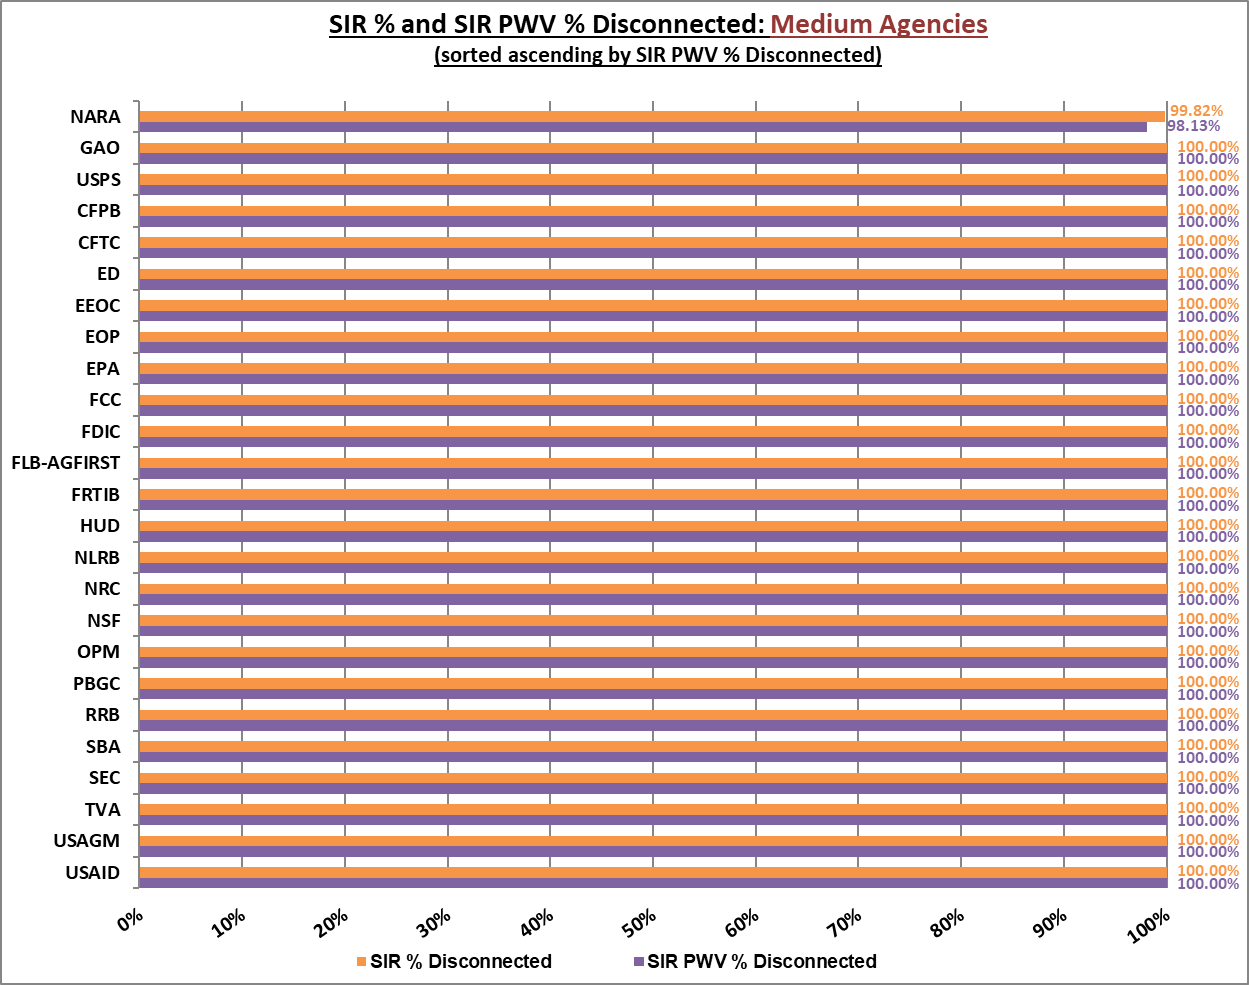 SIR % and SIR PWV % Disconnected: Medium Agencies
(sorted ascending by SIR PWV % Disconnected)
NARA 99.82%
98.13%
GAO 100.00%
100.00%
USPS 100.00%
100.00%
CFPB 100.00%
100.00%
CFTC 100.00%
100.00%
ED 100.00%
100.00%
EEOC 100.00%
100.00%
EOP 100.00%
100.00%
EPA 100.00%
100.00%
FCC 100.00%
100.00%
FDIC 100.00%
100.00%
FLB-AGFIRST 100.00%
100.00%
FRTIB 100.00%
100.00%
HUD 100.00%
100.00%
NLRB 100.00%
100.00%
NRC 100.00%
100.00%
NSF 100.00%
100.00%
OPM 100.00%
100.00%
PBGC 100.00%
100.00%
RRB 100.00%
100.00%
SBA 100.00%
100.00%
SEC 100.00%
100.00%
TVA 100.00%
100.00%
USAGM 100.00%
100.00%
USAID 100.00%
100.00%
0% 10% 20% 30% 40% 50% 60% 70% 80% 90% 100%
SIR % Disconnected SIR PWV % Disconnected